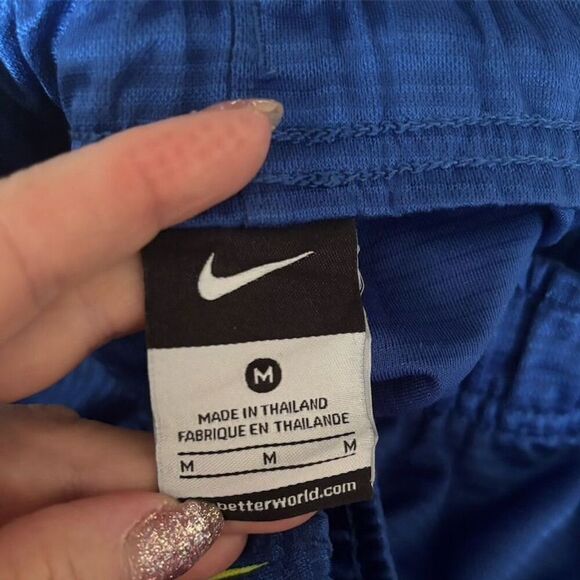 M
MADE IN THAILAND
FABRIQUE EN THAILANDE
M M M
betterworld.com